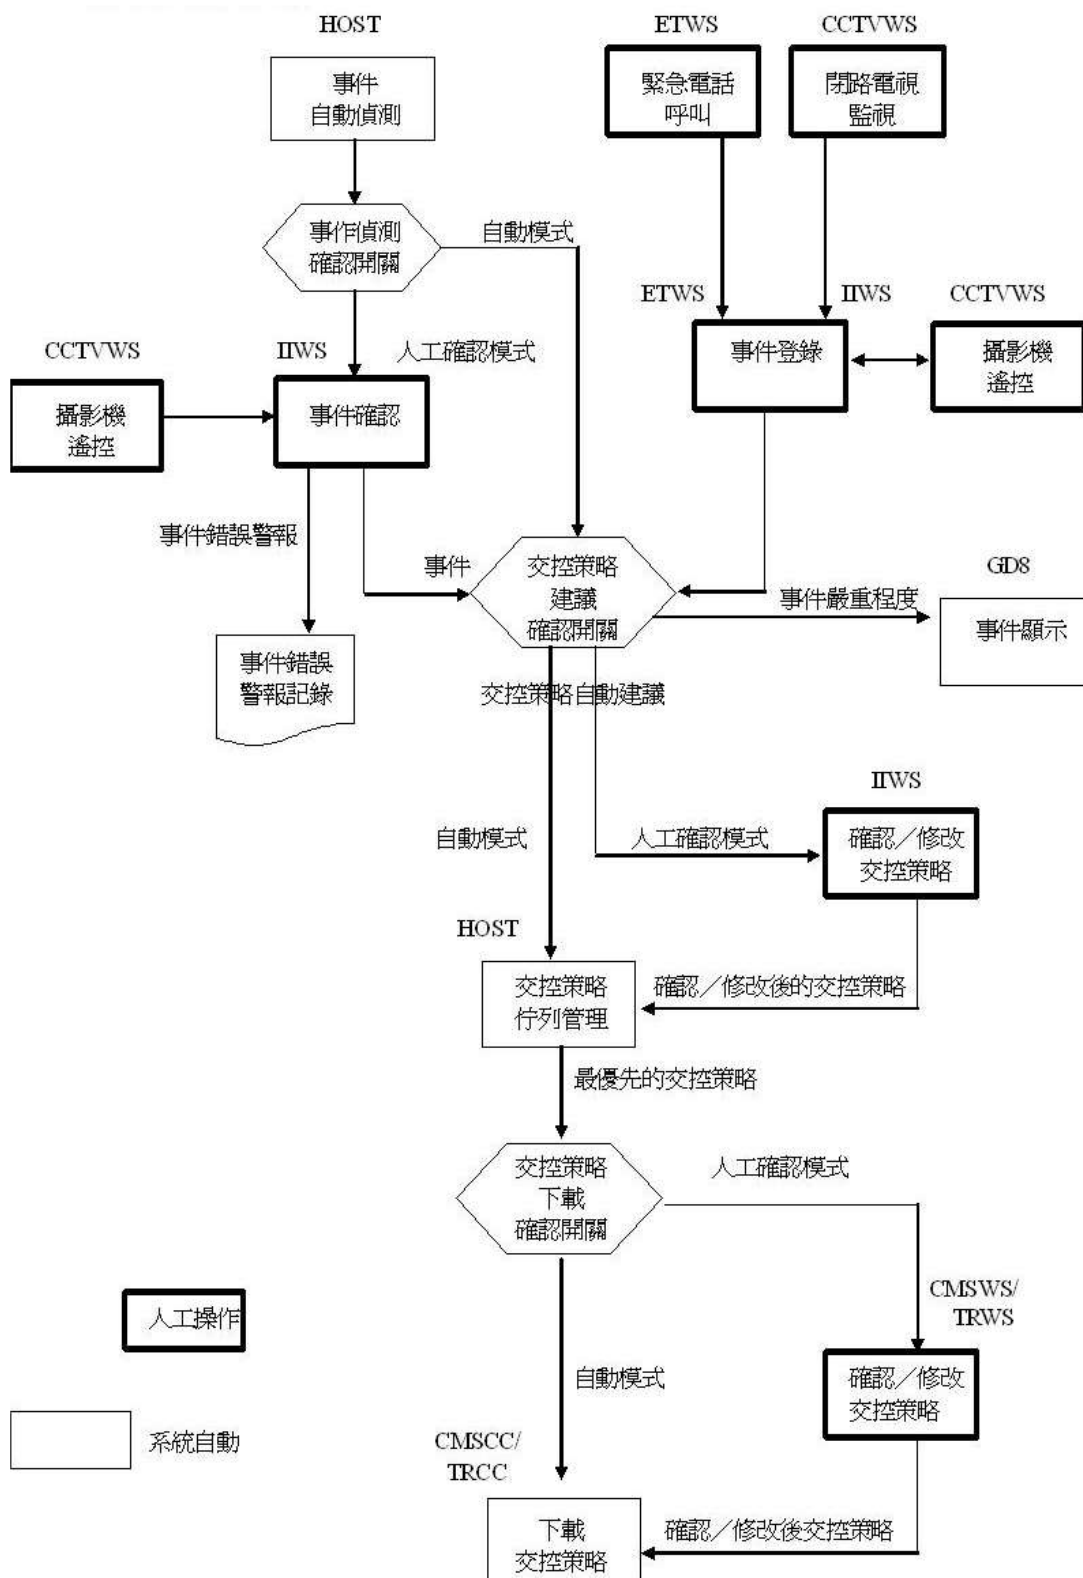 HOST
ETWS
CCTVWS
事件
自動偵測
緊急電話
呼叫
閉路電視
監視
事作偵測
確認開關
自動模式
ETWS
IIWS
CCTVWS
CCTVWS
IIWS
人工確認模式
事件登錄
攝影機
遙控
攝影機
遙控
事件確認
事件錯誤警報
事件
交控策略
建議
確認開關
GD8
事件嚴重程度
事件顯示
事件錯誤
警報記錄
交控策略自動建議
IIWS
自動模式
人工確認模式
確認／修改
交控策略
HOST
交控策略
佇列管理
確認／修改後的交控策略
最優先的交控策略
交控策略
下載
確認開關
人工確認模式
CMSWS/
TRWS
人工操作
自動模式
確認／修改
交控策略
系統自動
CMSCC/
TRCC
下載
交控策略
確認／修改後交控策略